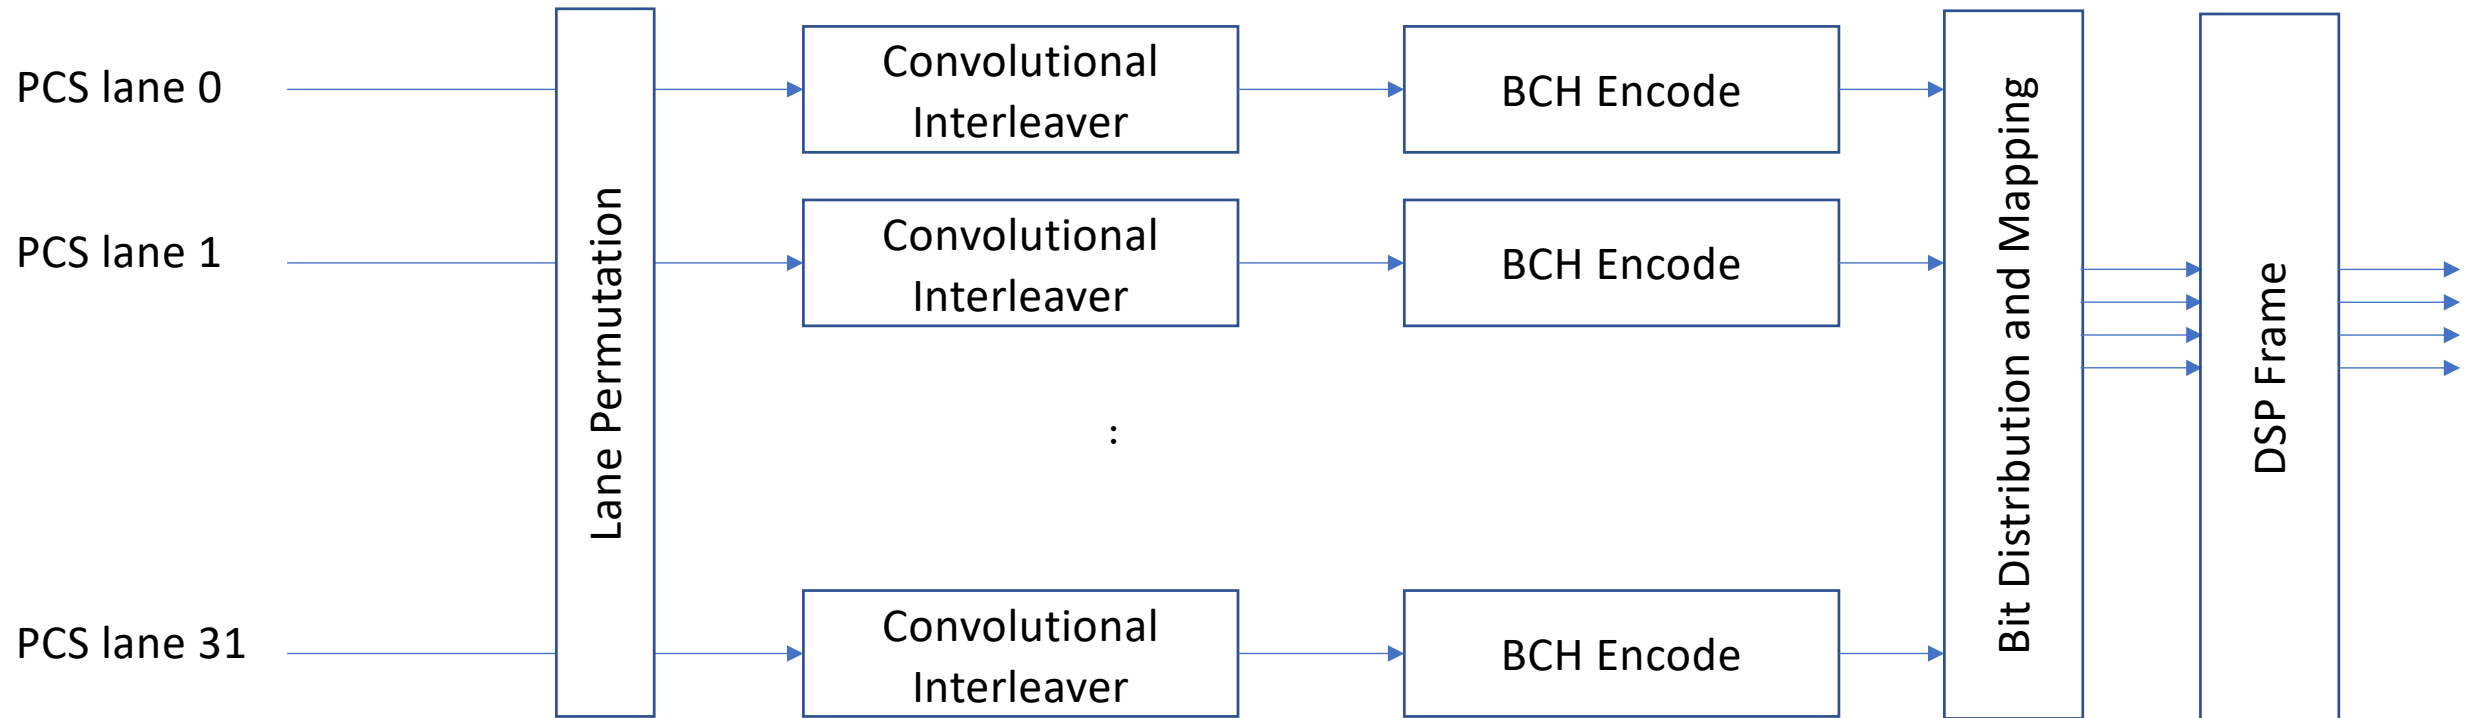 PCS lane 0
Lane Permutation
Convolutional
Interleaver
BCH Encode
Bit Distribution and Mapping
DSP Frame
PCS lane 1
Convolutional
Interleaver
BCH Encode
:
PCS lane 31
Convolutional
Interleaver
BCH Encode